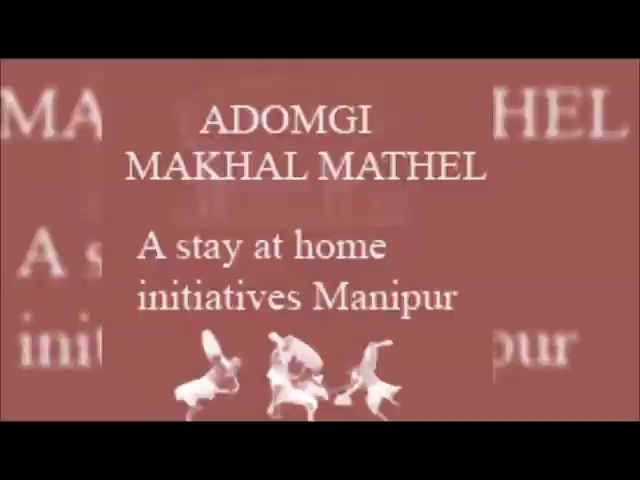 ADOMGI
MAKHAL MATHEL
A stay at home
initiatives Manipur